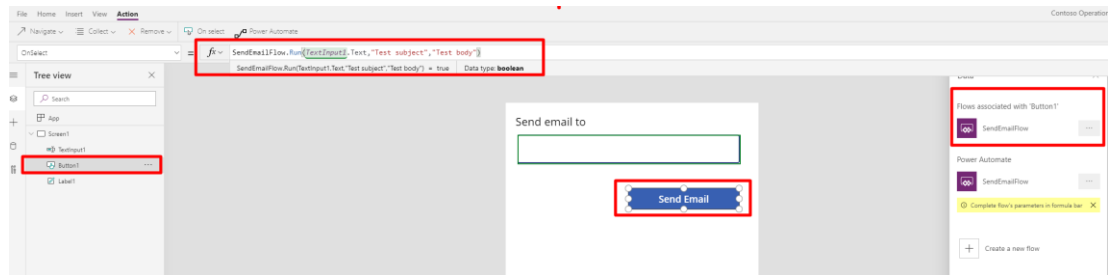 File Home Insert View Action
Contoso Operation
Navigate Collect Remove On select Power Automate
OnSelect = fx SendEmailFlow.Run(TextInput1.Text,"Test subject","Test body")
SendEmailFlow.Run(TextInput1.Text,"Test subject","Test body") = true Data type: boolean
Tree view
Data
Search
App
Screen1
TextInput1
Button1
Label1
Send email to
Send Email
Flows associated with 'Button1'
SendEmailFlow
Power Automate
SendEmailFlow
Complete flow's parameters in formula bar
Create a new flow